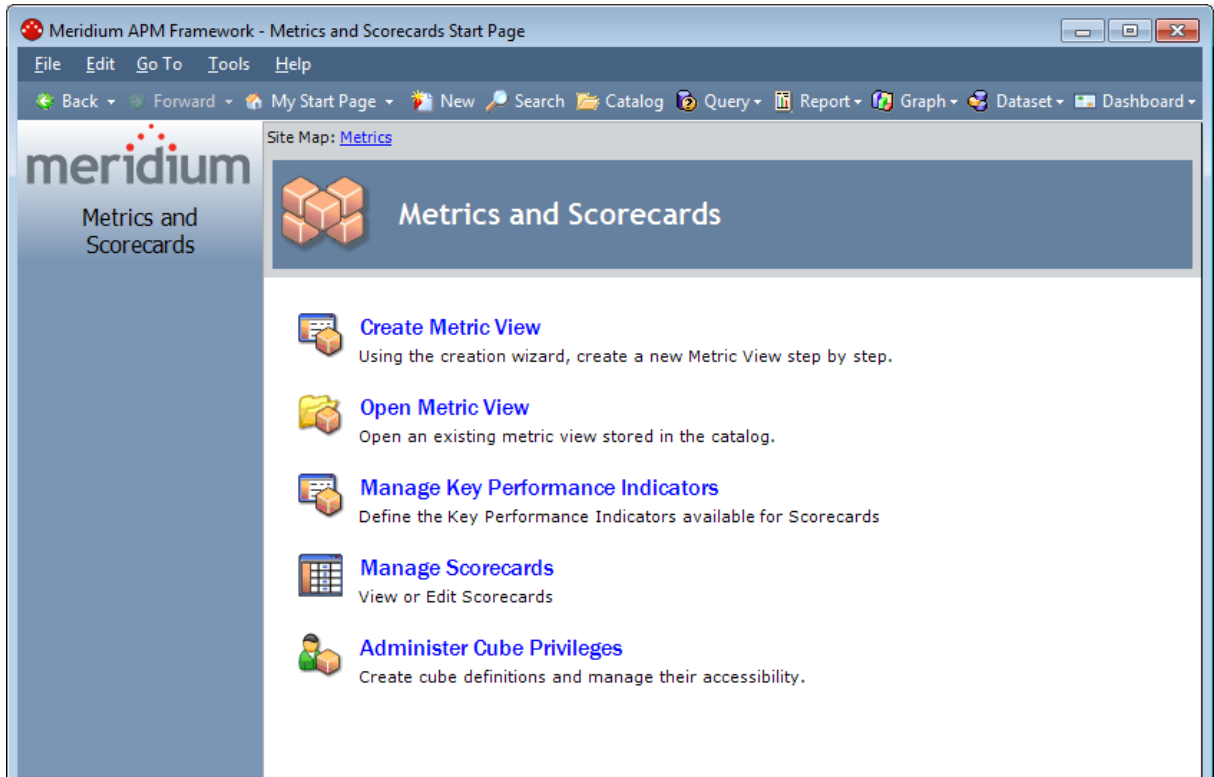 Meridium APM Framework - Metrics and Scorecards Start Page
File Edit Go To Tools Help
Back Forward My Start Page New Search Catalog Query Report Graph Dataset Dashboard
meridium
Metrics and
Scorecards
Site Map: Metrics
Metrics and Scorecards
Create Metric View
Using the creation wizard, create a new Metric View step by step.
Open Metric View
Open an existing metric view stored in the catalog.
Manage Key Performance Indicators
Define the Key Performance Indicators available for Scorecards
Manage Scorecards
View or Edit Scorecards
Administer Cube Privileges
Create cube definitions and manage their accessibility.